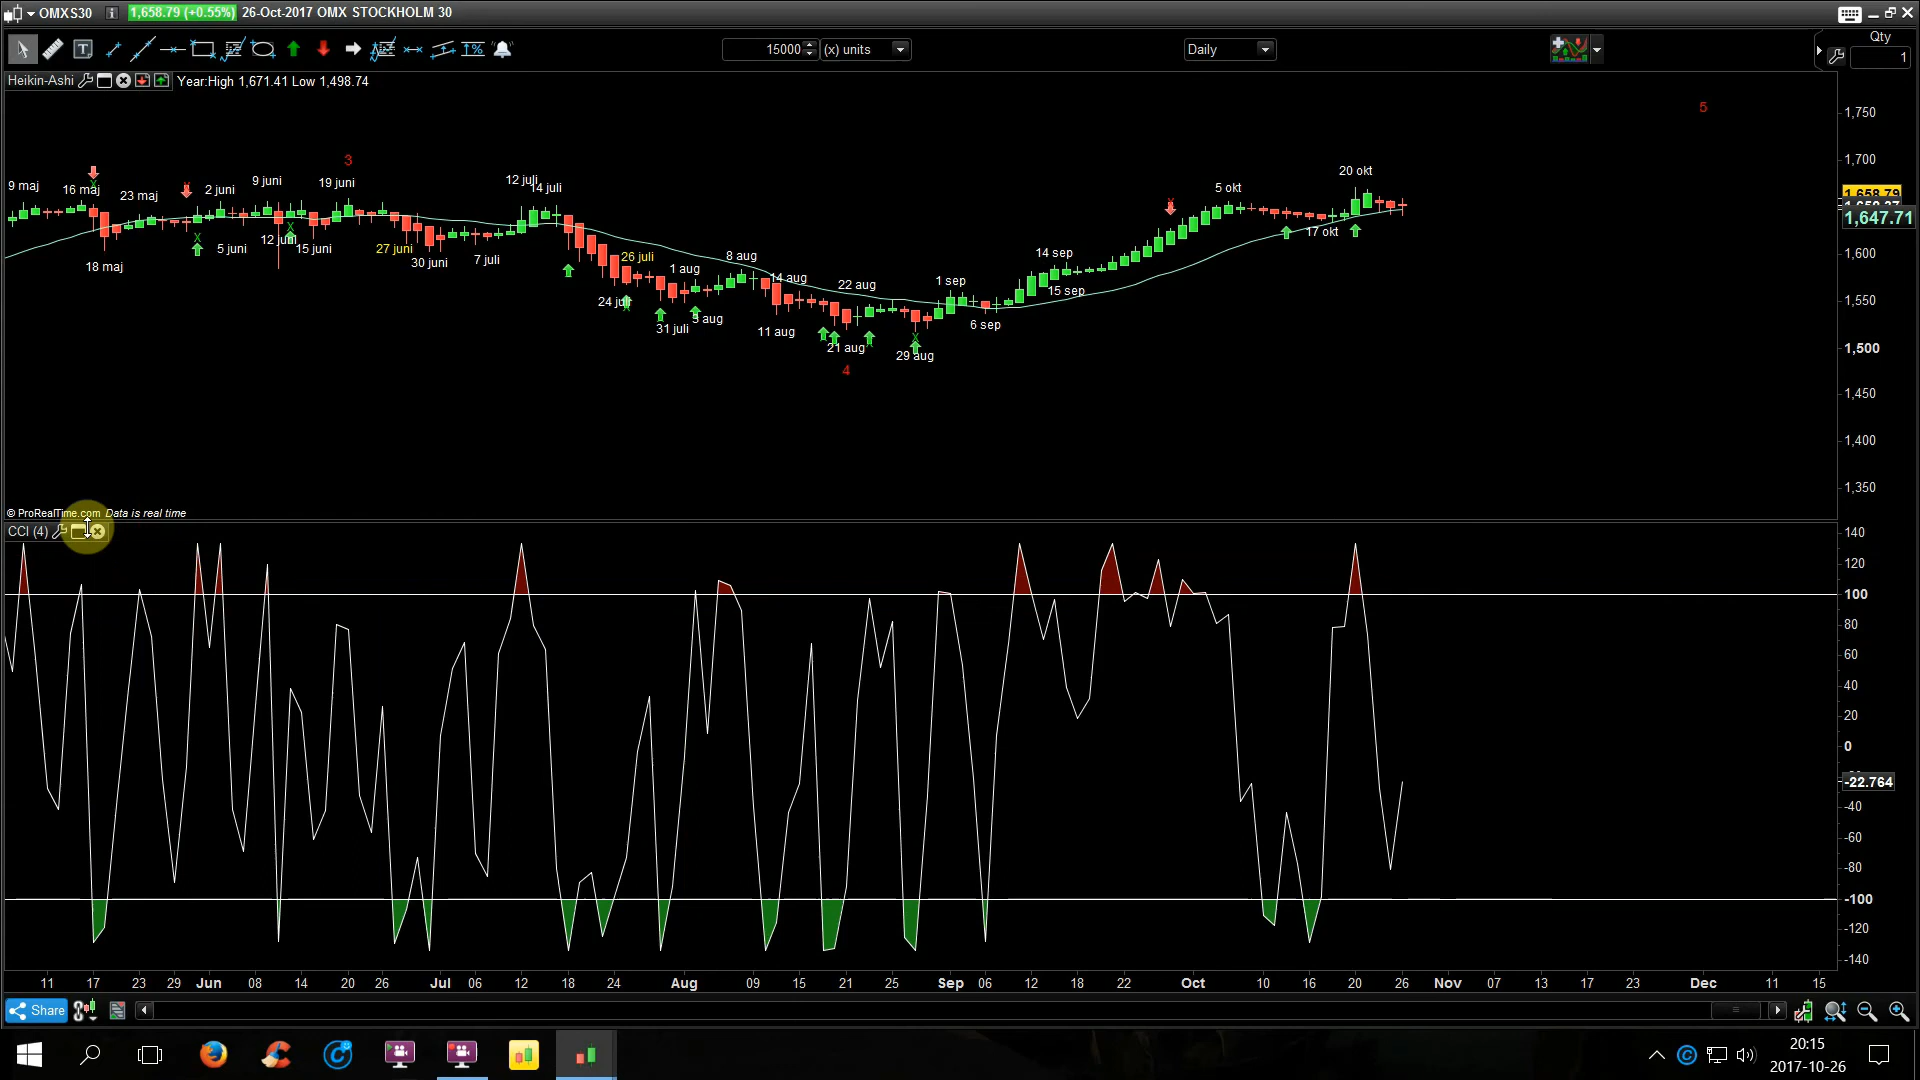 OMXS30 1,658.79 (+0.55%) 26-Oct-2017 OMX STOCKHOLM 30
15000 (x) units Daily Qty
1
Heikin-Ashi Year:High 1,671.41 Low 1,498.74
5
1,750
1,700
1,658.79
1,647.71
1,600
1,550
1,500
1,450
1,400
1,350
3
9 maj
16 maj
23 maj
2 juni
9 juni
19 juni
12 juli
14 juli
18 maj
5 juni
12 juni
15 juni
27 juni
30 juni
7 juli
26 juli
24 juli
1 aug
8 aug
14 aug
22 aug
1 sep
14 sep
15 sep
5 okt
20 okt
17 okt
31 juli
3 aug
11 aug
21 aug
29 aug
6 sep
4
© ProRealTime.com Data is real time
CCI (4)
140
120
100
80
60
40
20
0
-22.764
-40
-60
-80
-100
-120
-140
11 17 23 29 Jun 08 14 20 26 Jul 06 12 18 24 Aug 09 15 21 25 Sep 06 12 18 22 Oct 10 16 20 26 Nov 07 13 17 23 Dec 11 15
Share
20:15
2017-10-26